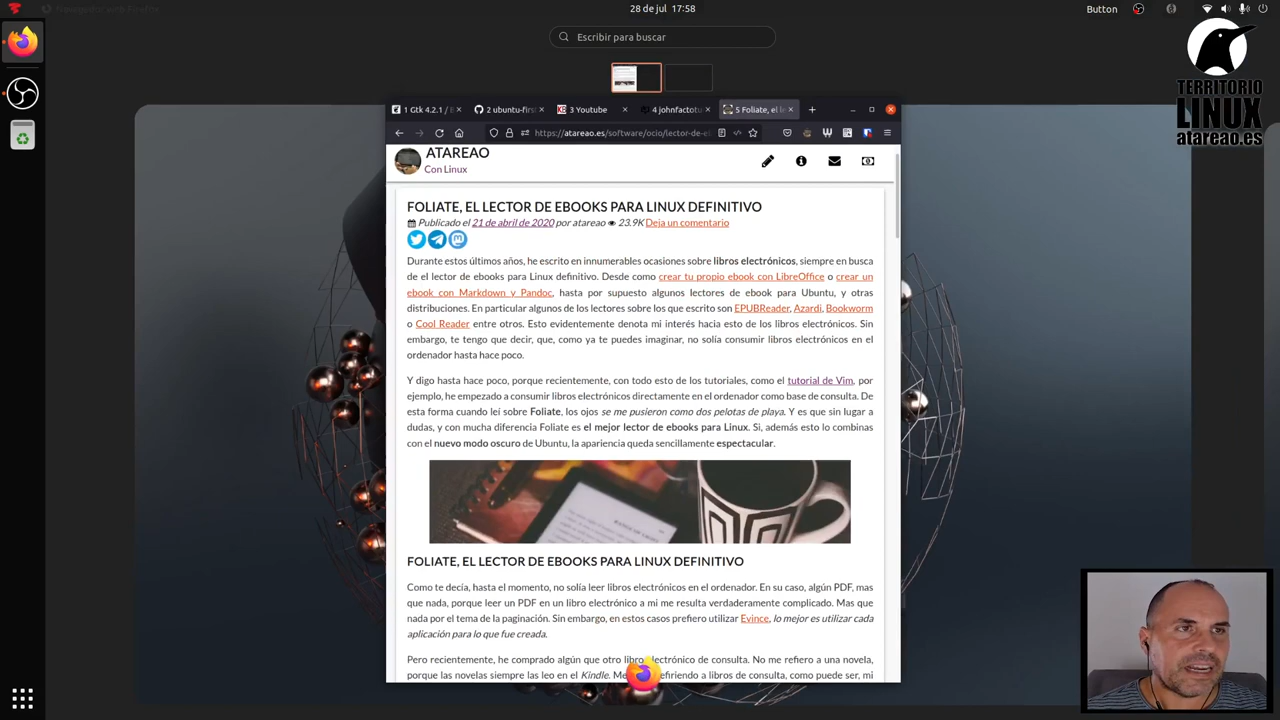 28 de jul 17:58
Button
Escribir para buscar
TERRITORIO
LINUX
atareao.es
1 Gtk 4.2.1 / B
2 ubuntu-firs
3 Youtube
4 johnfactotu
5 Foliate, el le
https://atareao.es/software/ocio/lector-de-el
ATAREAO
Con Linux
FOLIATE, EL LECTOR DE EBOOKS PARA LINUX DEFINITIVO
Publicado el 21 de abril de 2020 por atareao 23.9K Deja un comentario
Durante estos últimos años, he escrito en innumerables ocasiones sobre libros electrónicos, siempre en busca
de el lector de ebooks para Linux definitivo. Desde como crear tu propio ebook con LibreOffice o crear un
ebook con Markdown y Pandoc, hasta por supuesto algunos lectores de ebook para Ubuntu, y otras
distribuciones. En particular algunos de los lectores sobre los que escrito son EPUBReader, Azardi, Bookworm
o Cool Reader entre otros. Esto evidentemente denota mi interés hacia esto de los libros electrónicos. Sin
embargo, te tengo que decir, que, como ya te puedes imaginar, no solía consumir libros electrónicos en el
ordenador hasta hace poco.
Y digo hasta hace poco, porque recientemente, con todo esto de los tutoriales, como el tutorial de Vim, por
ejemplo, he empezado a consumir libros electrónicos directamente en el ordenador como base de consulta. De
esta forma cuando leí sobre Foliate, los ojos se me pusieron como dos pelotas de playa. Y es que sin lugar a
dudas, y con mucha diferencia Foliate es el mejor lector de ebooks para Linux. Si, además esto lo combinas
con el nuevo modo oscuro de Ubuntu, la apariencia queda sencillamente espectacular.
FOLIATE, EL LECTOR DE EBOOKS PARA LINUX DEFINITIVO
Como te decía, hasta el momento, no solía leer libros electrónicos en el ordenador. En su caso, algún PDF, mas
que nada, porque leer un PDF en un libro electrónico a mi me resulta verdaderamente complicado. Mas que
nada por el tema de la paginación. Sin embargo, en estos casos prefiero utilizar Evince, lo mejor es utilizar cada
aplicación para lo que fue creada.
Pero recientemente, he comprado algún que otro libro electrónico de consulta. No me refiero a una novela,
porque las novelas siempre las leo en el Kindle. Me refiriendo a libros de consulta, como puede ser, mi